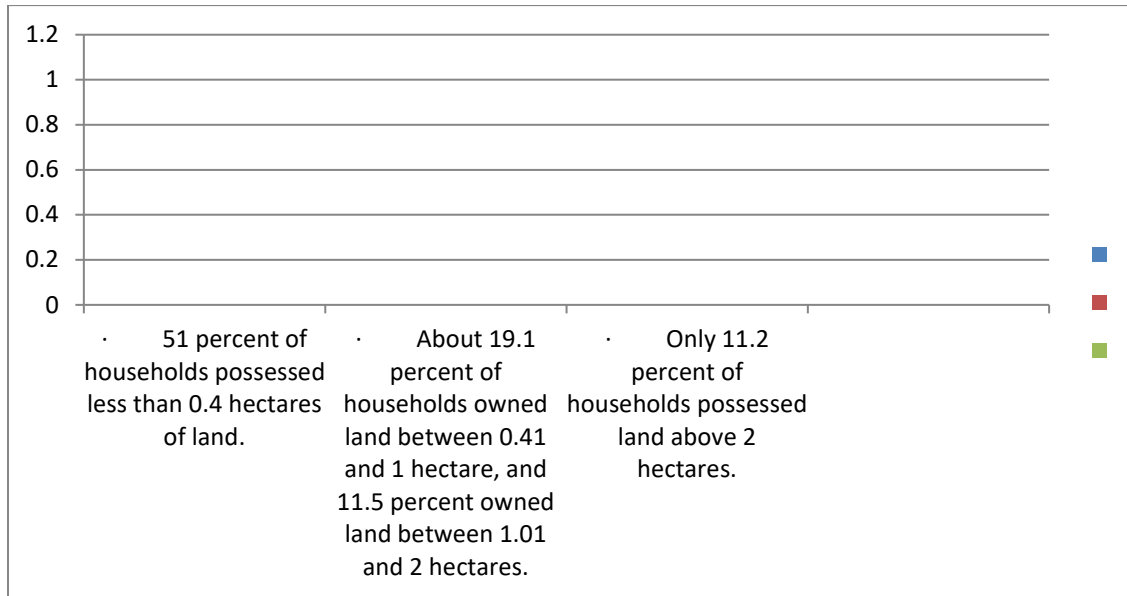 1.2
1
0.8
0.6
0.4
0.2
0
· 51 percent of
households possessed
less than 0.4 hectares
of land.
· About 19.1
percent of
households owned
land between 0.41
and 1 hectare, and
11.5 percent owned
land between 1.01
and 2 hectares.
· Only 11.2
percent of
households possessed
land above 2
hectares.